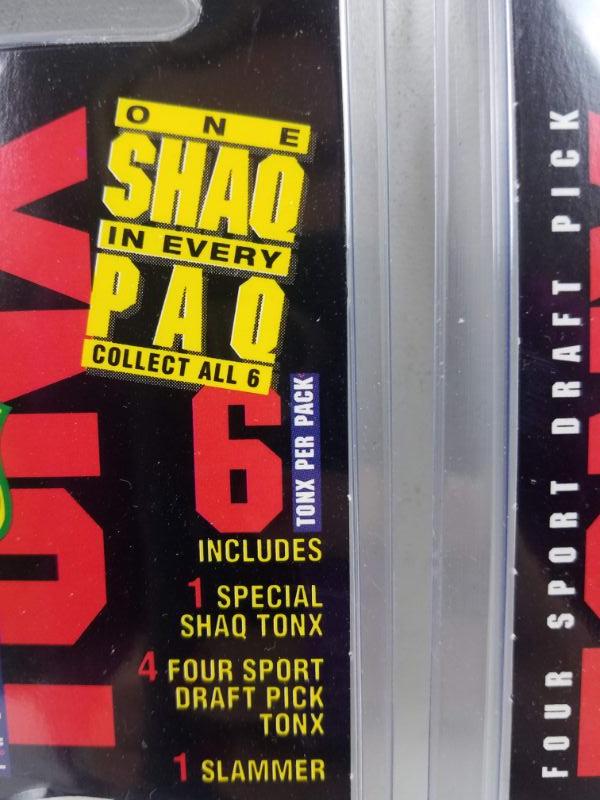 ONE
SHAQ
IN EVERY
PAQ
COLLECT ALL 6
6
TONX PER PACK
INCLUDES
1 SPECIAL
SHAQ TONX
4 FOUR SPORT
DRAFT PICK
TONX
1 SLAMMER
FOUR SPORT DRAFT PICK